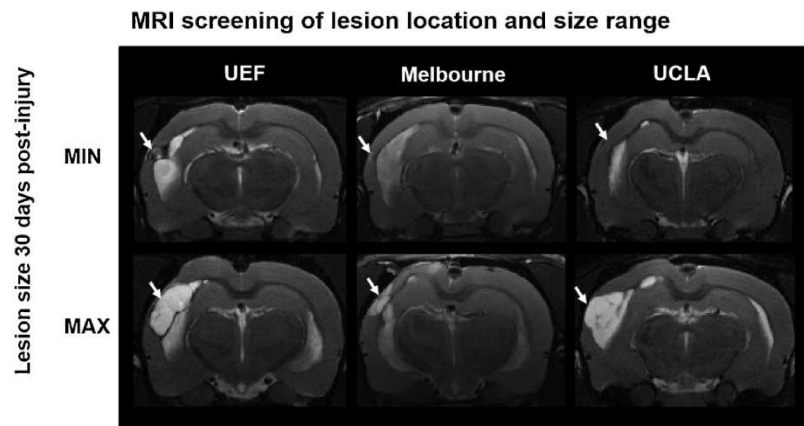 MRI screening of lesion location and size range
UEF Melbourne UCLA
Lesion size 30 days post-injury
MIN
MAX